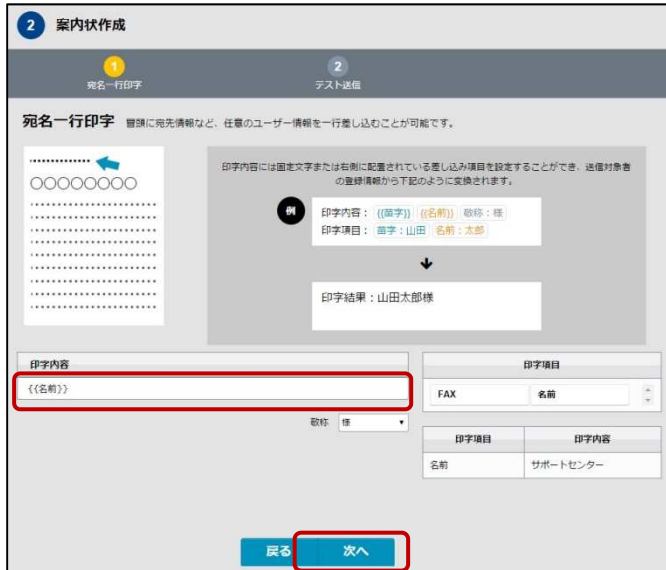 2 案内状作成
1
宛名一行印字
2
テスト送信
宛名一行印字 冒頭に宛先情報など、任意のユーザー情報を一行差し込むことが可能です。
○○○○○○○○
印字内容には固定文字または右側に配置されている差し込み項目を設定することができ、送信対象者
の登録情報から下記のように変換されます。
例
印字内容： {{苗字}} {{名前}} 敬称：様
印字項目： 苗字：山田 名前：太郎
印字結果：山田太郎様
印字内容
{{名前}}
敬称 様
印字項目
FAX 名前
印字項目 印字内容
名前 サポートセンター
戻る 次へ